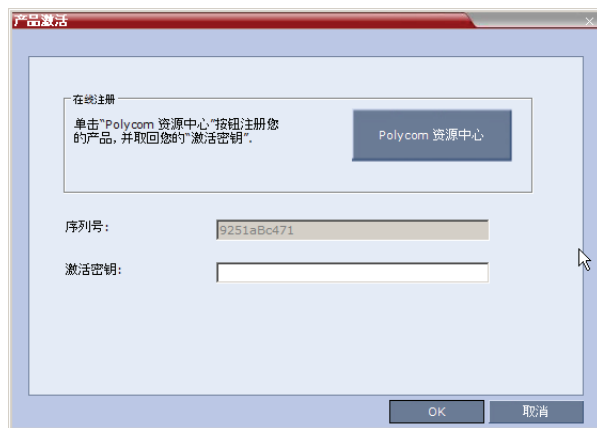 产品激活
在线注册
单击“Polycom 资源中心”按钮注册您
的产品, 并取回您的“激活密钥”.
Polycom 资源中心
序列号:
9251aBc471
激活密钥:
OK
取消